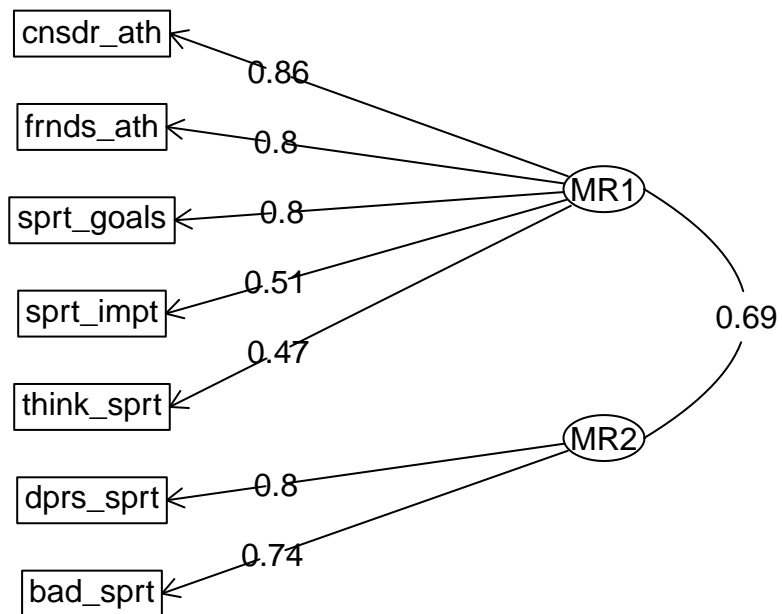 cnsdr_ath
0.86
frnds_ath
0.8
MR1
sprt_goals
0.8
sprt_impt
0.51
0.69
think_sprt
0.47
MR2
dprs_sprt
0.8
bad_sprt
0.74